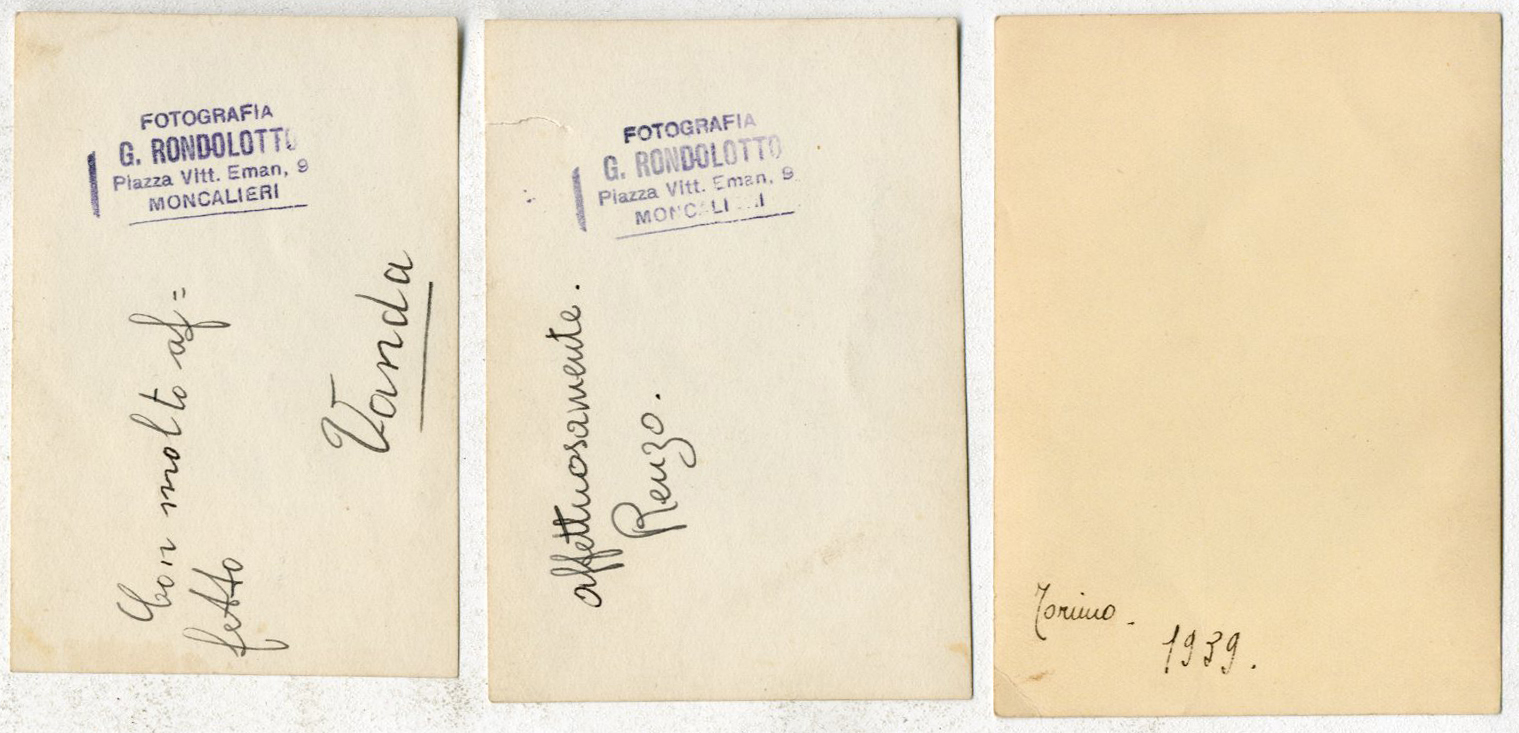 FOTOGRAFIA
G. RONDOLOTTO
Piazza Vitt. Eman, 9
MONCALIERI
Con molto af=
fetto
Vanda
FOTOGRAFIA
G. RONDOLOTTO
Piazza Vitt. Eman, 9
MONCALIERI
affettuosamente.
Renzo.
Torino.
1939.